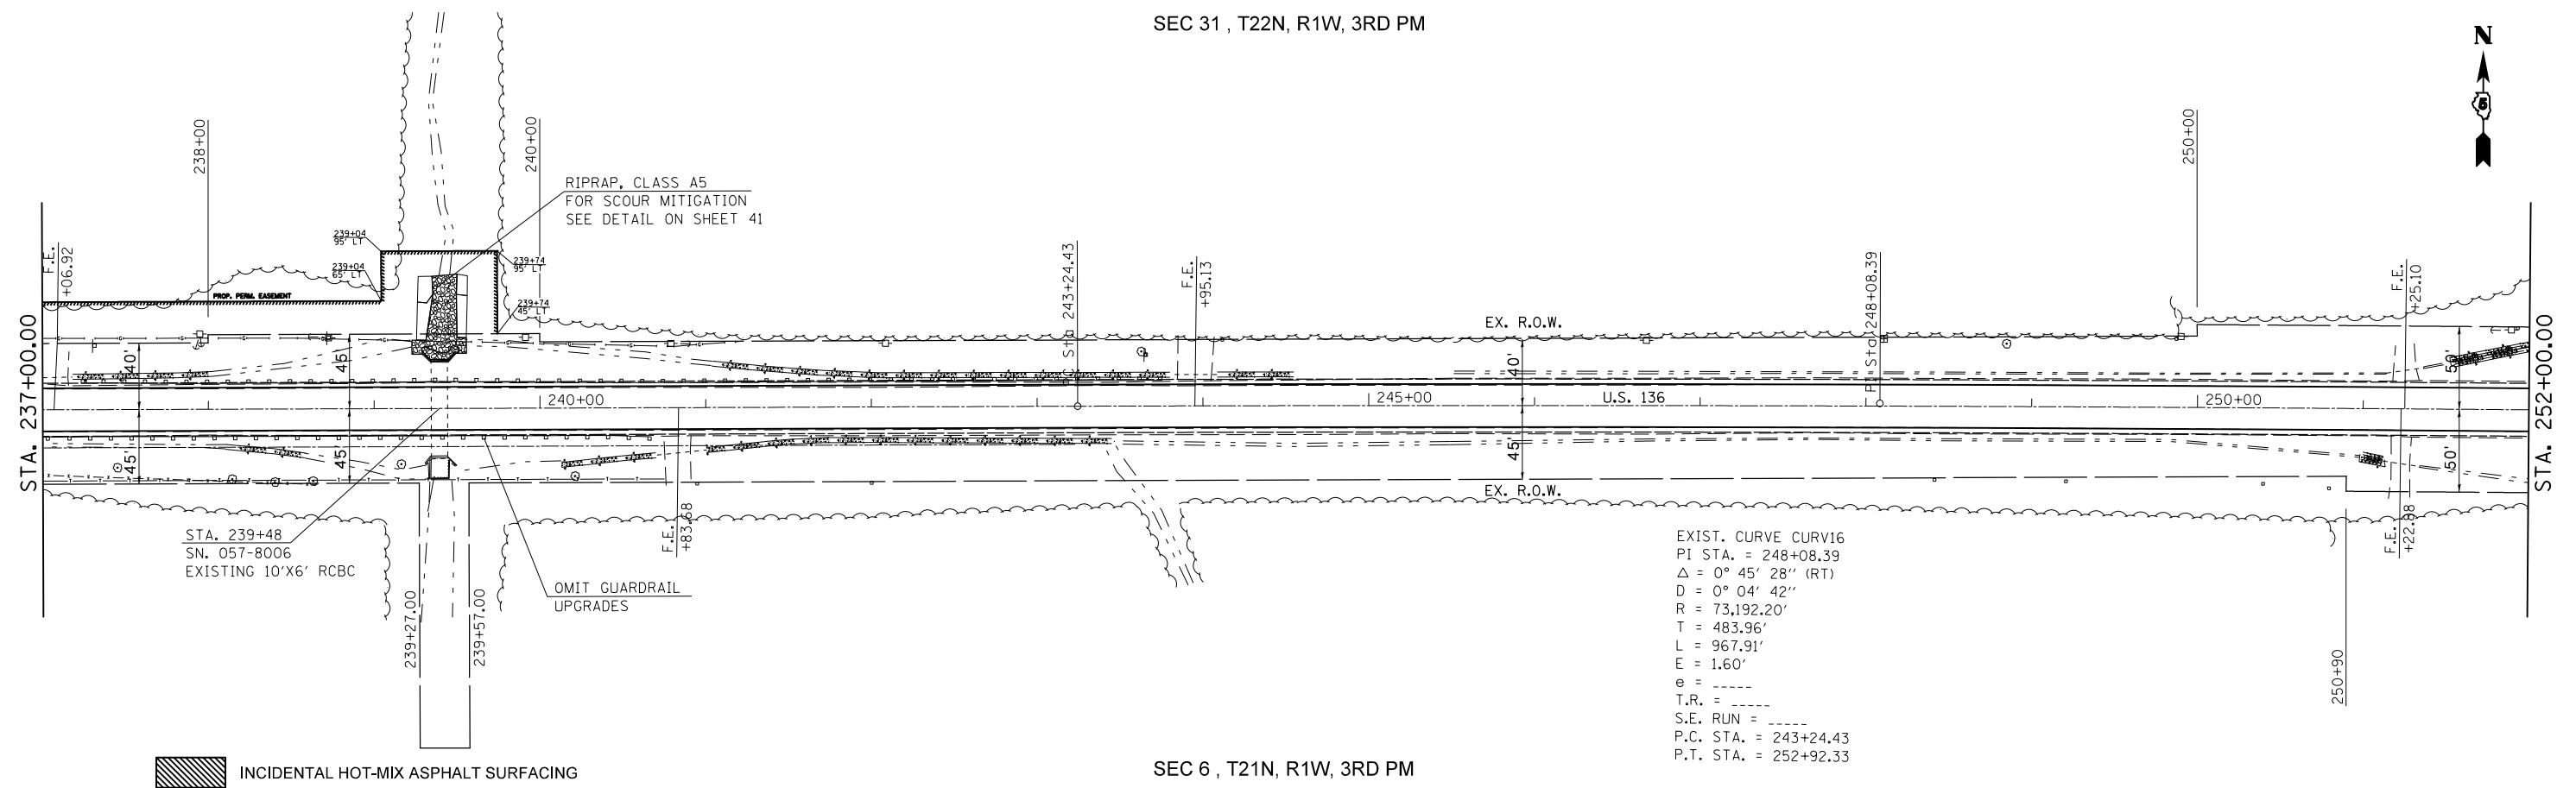 SEC 31 , T22N, R1W, 3RD PM
N
5
238+00
240+00
250+00
RIPRAP, CLASS A5
FOR SCOUR MITIGATION
SEE DETAIL ON SHEET 41
239+04
95' LT
239+04
65' LT
239+74
95' LT
239+74
45' LT
F.E.
+06.92
PROP. PERM. EASEMENT
243+24.43
F.E.
+95.13
PI Sta 248+08.39
F.E.
+25.10
EX. R.O.W.
STA. 237+00.00
40'
45'
40'
50'
240+00
245+00
U.S. 136
250+00
STA. 252+00.00
45'
45'
45'
50'
EX. R.O.W.
STA. 239+48
SN. 057-8006
EXISTING 10'X6' RCBC
F.E.
+83.68
F.E.
+22.98
OMIT GUARDRAIL
UPGRADES
239+27.00
239+57.00
250+90
EXIST. CURVE CURV16
PI STA. = 248+08.39
Δ = 0° 45' 28" (RT)
D = 0° 04' 42"
R = 73,192.20'
T = 483.96'
L = 967.91'
E = 1.60'
e = _____
T.R. = _____
S.E. RUN = _____
P.C. STA. = 243+24.43
P.T. STA. = 252+92.33
INCIDENTAL HOT-MIX ASPHALT SURFACING
SEC 6 , T21N, R1W, 3RD PM